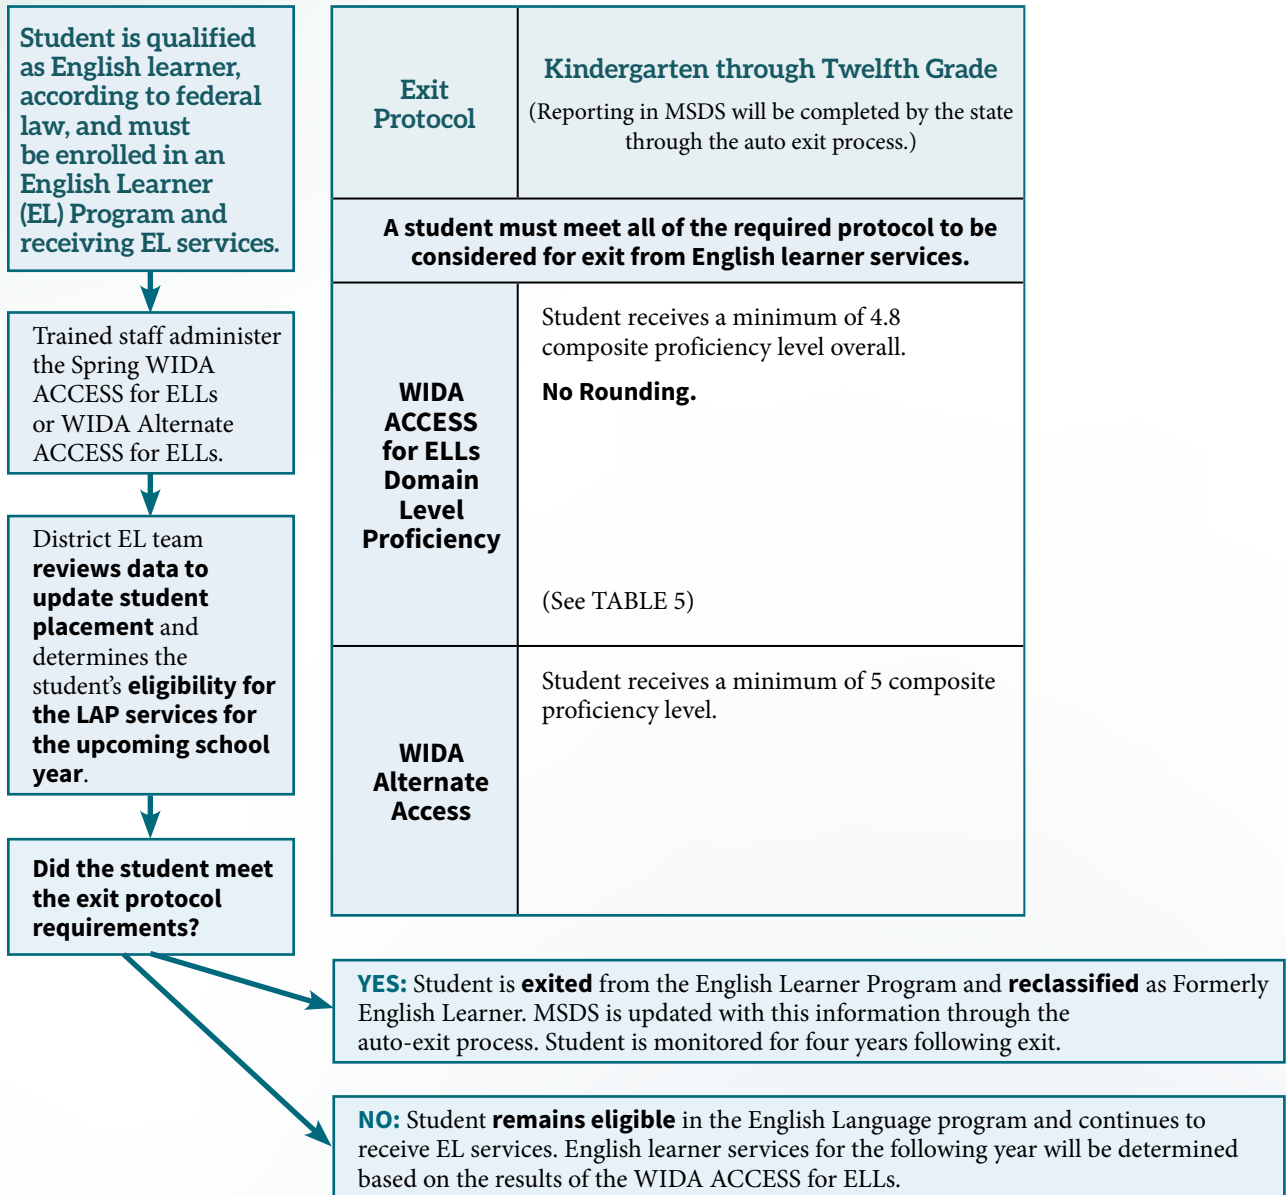 Student is qualified
as English learner,
according to federal
law, and must
be enrolled in an
English Learner
(EL) Program and
receiving EL services.
Trained staff administer
the Spring WIDA
ACCESS for ELLs
or WIDA Alternate
ACCESS for ELLs.
District EL team
reviews data to
update student
placement and
determines the
student’s eligibility for
the LAP services for
the upcoming school
year.
Did the student meet
the exit protocol
requirements?
Exit
Protocol
Kindergarten through Twelfth Grade
(Reporting in MSDS will be completed by the state
through the auto exit process.)
A student must meet all of the required protocol to be
considered for exit from English learner services.
WIDA
ACCESS
for ELLs
Domain
Level
Proficiency
Student receives a minimum of 4.8
composite proficiency level overall.
No Rounding.
(See TABLE 5)
WIDA
Alternate
Access
Student receives a minimum of 5 composite
proficiency level.
YES: Student is exited from the English Learner Program and reclassified as Formerly
English Learner. MSDS is updated with this information through the
auto-exit process. Student is monitored for four years following exit.
NO: Student remains eligible in the English Language program and continues to
receive EL services. English learner services for the following year will be determined
based on the results of the WIDA ACCESS for ELLs.